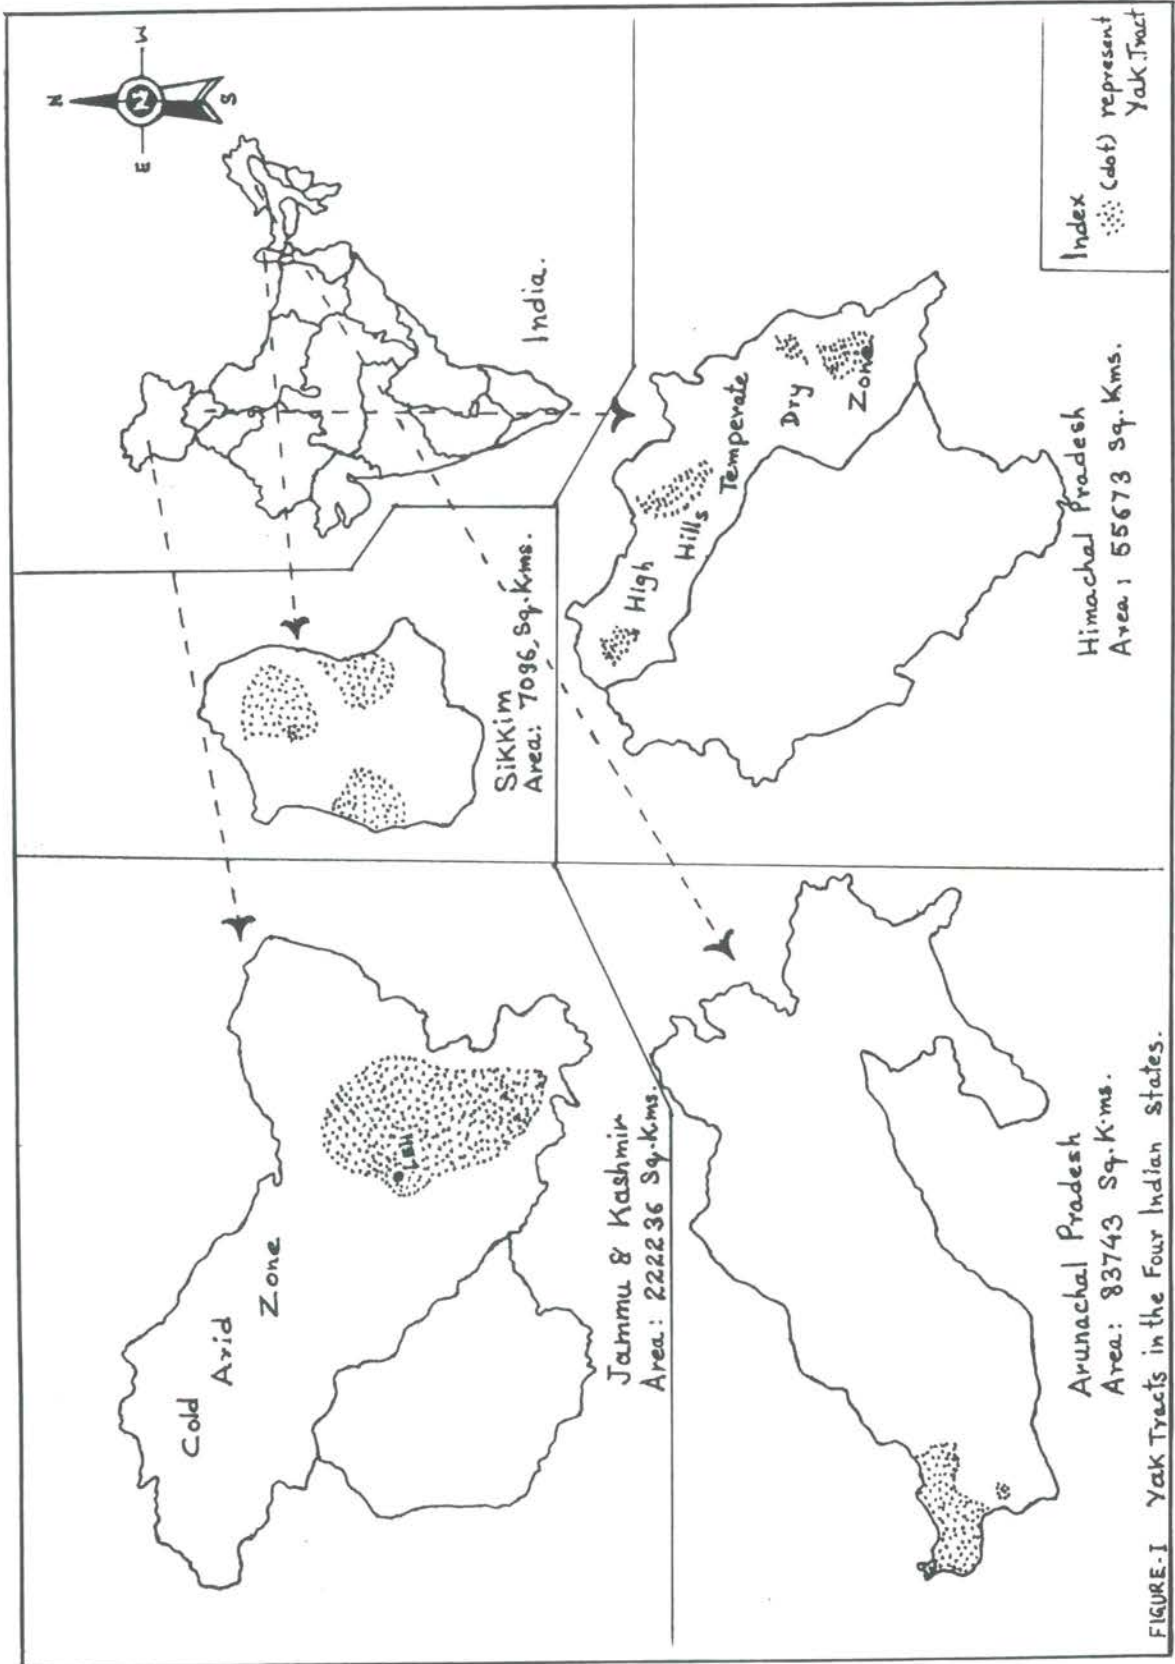 N
E
W
S
N
India.
Sikkim
Area: 7096, Sq.Kms.
Cold
Arid
Zone
LEH
Jammu & Kashmir
Area: 222236 Sq.Kms.
High
Hills
Temperate
Dry
Zone
Himachal Pradesh
Area: 55673 Sq.Kms.
Arunachal Pradesh
Area: 83743 Sq.Kms.
Index
(dot) represent
Yak Tract
FIGURE-I Yak Tracts in the Four Indian States.